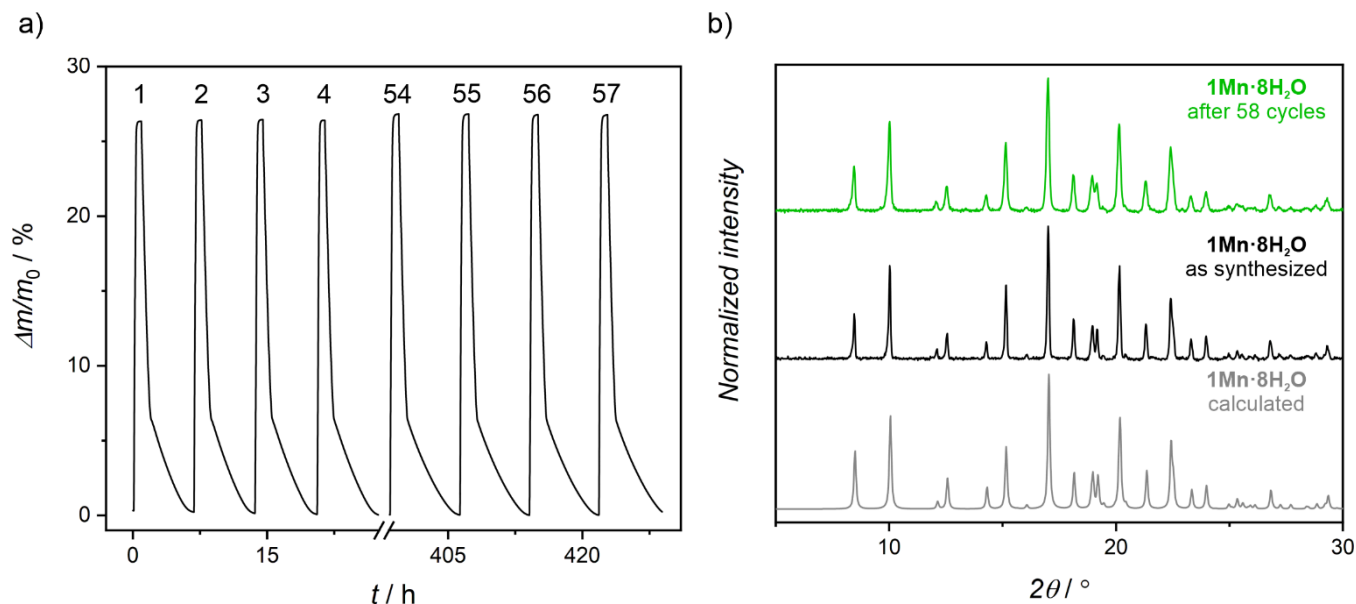 a)
30
20
10
0
Δm/m₀ / %
1 2 3 4 54 55 56 57
0 15 405 420
t / h
b)
Normalized intensity
1Mn·8H₂O
after 58 cycles
1Mn·8H₂O
as synthesized
1Mn·8H₂O
calculated
10 20 30
2θ / °